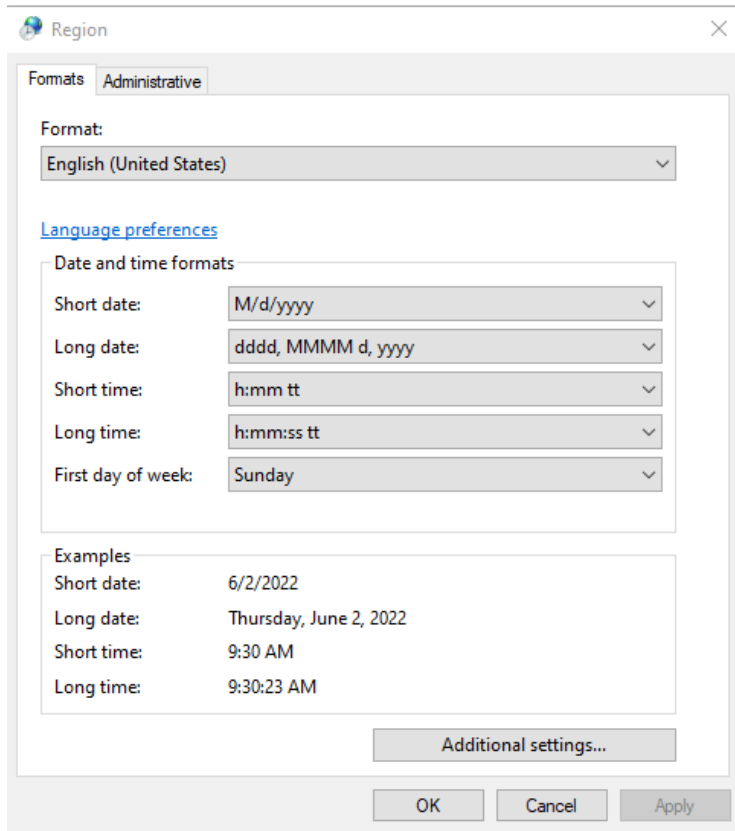 Region
Formats Administrative
Format:
English (United States)
Language preferences
Date and time formats
Short date: M/d/yyyy
Long date: dddd, MMMM d, yyyy
Short time: h:mm tt
Long time: h:mm:ss tt
First day of week: Sunday
Examples
Short date: 6/2/2022
Long date: Thursday, June 2, 2022
Short time: 9:30 AM
Long time: 9:30:23 AM
Additional settings...
OK Cancel Apply